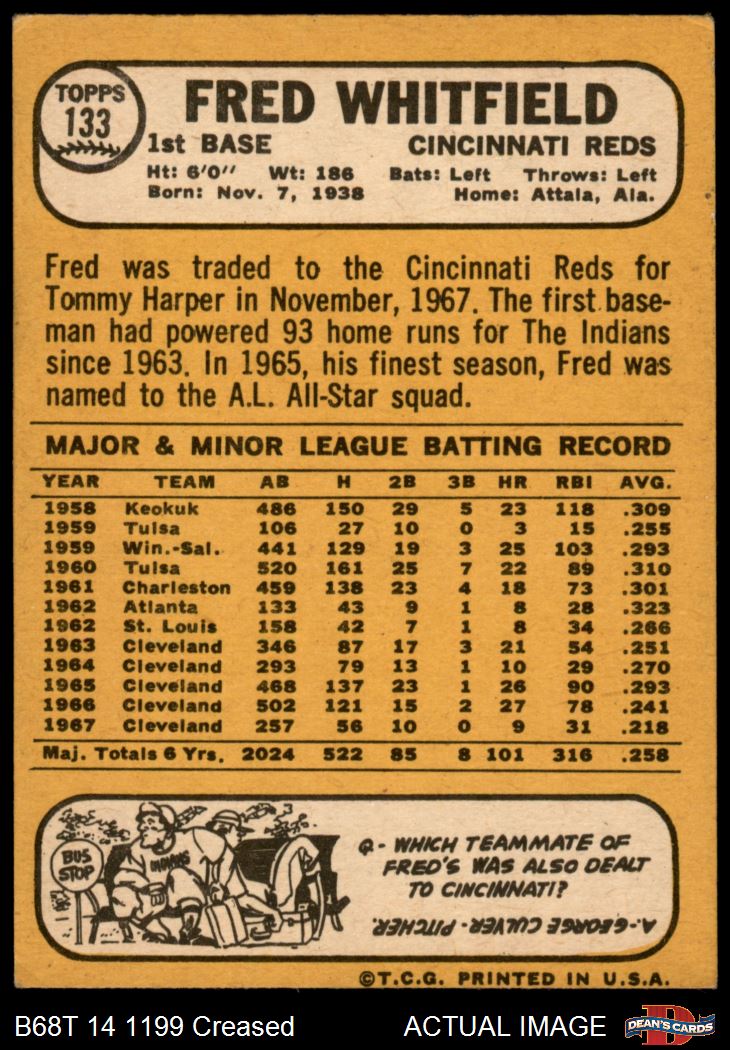 TOPPS
133
FRED WHITFIELD
1st BASE CINCINNATI REDS
Ht: 6'0'' Wt: 186 Bats: Left Throws: Left
Born: Nov. 7, 1938 Home: Attala, Ala.
Fred was traded to the Cincinnati Reds for
Tommy Harper in November, 1967. The first base-
man had powered 93 home runs for The Indians
since 1963. In 1965, his finest season, Fred was
named to the A.L. All-Star squad.
MAJOR & MINOR LEAGUE BATTING RECORD
YEAR TEAM AB H 2B 3B HR RBI AVG.
1958 Keokuk 486 150 29 5 23 118 .309
1959 Tulsa 106 27 10 0 3 15 .255
1959 Win.-Sal. 441 129 19 3 25 103 .293
1960 Tulsa 520 161 25 7 22 89 .310
1961 Charleston 459 138 23 4 18 73 .301
1962 Atlanta 133 43 9 1 8 28 .323
1962 St. Louis 158 42 7 1 8 34 .266
1963 Cleveland 346 87 17 3 21 54 .251
1964 Cleveland 293 79 13 1 10 29 .270
1965 Cleveland 468 137 23 1 26 90 .293
1966 Cleveland 502 121 15 2 27 78 .241
1967 Cleveland 257 56 10 0 9 31 .218
Maj. Totals 6 Yrs. 2024 522 85 8 101 316 .258
BUS
STOP
INDIANS
Q - WHICH TEAMMATE OF
FRED'S WAS ALSO DEALT
TO CINCINNATI?
A - GEORGE CULVER - PITCHER.
©T.C.G. PRINTED IN U.S.A.
B68T 14 1199 Creased ACTUAL IMAGE
D
DEAN'S CARDS